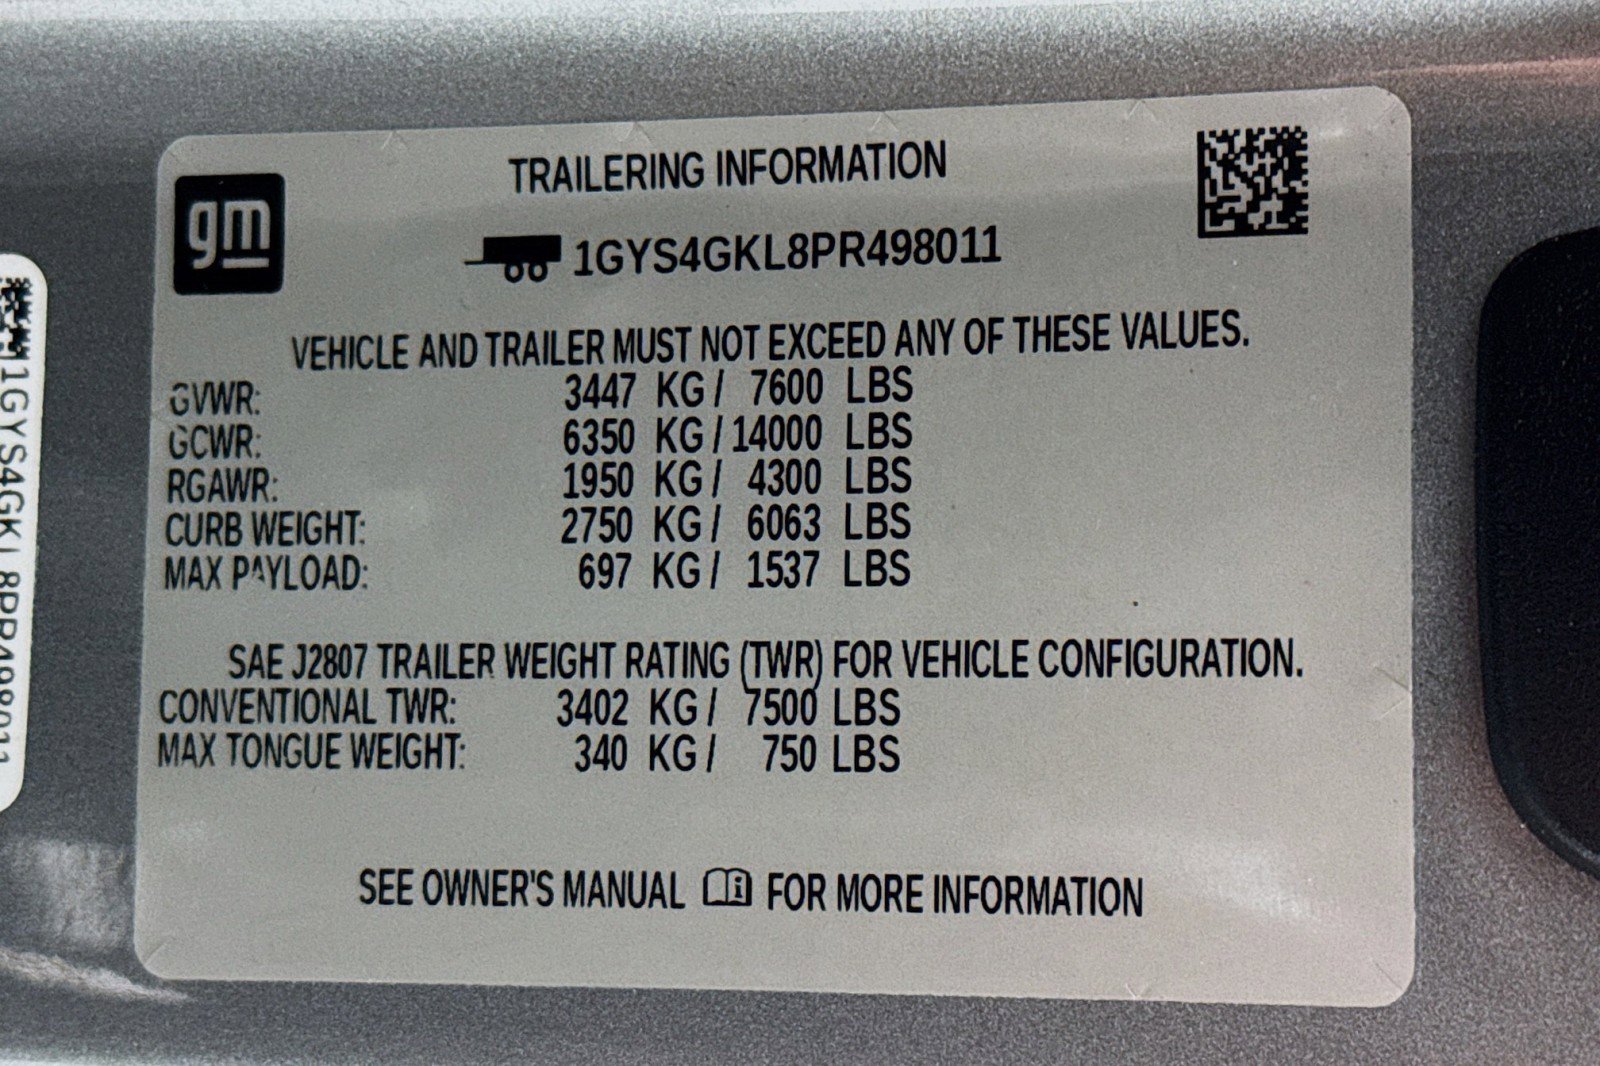 gm
TRAILERING INFORMATION
1GYS4GKL8PR498011
VEHICLE AND TRAILER MUST NOT EXCEED ANY OF THESE VALUES.
GVWR: 3447 KG / 7600 LBS
GCWR: 6350 KG / 14000 LBS
RGAWR: 1950 KG / 4300 LBS
CURB WEIGHT: 2750 KG / 6063 LBS
MAX PAYLOAD: 697 KG / 1537 LBS
SAE J2807 TRAILER WEIGHT RATING (TWR) FOR VEHICLE CONFIGURATION.
CONVENTIONAL TWR: 3402 KG / 7500 LBS
MAX TONGUE WEIGHT: 340 KG / 750 LBS
SEE OWNER'S MANUAL FOR MORE INFORMATION
1GYS4GKL8PR498011